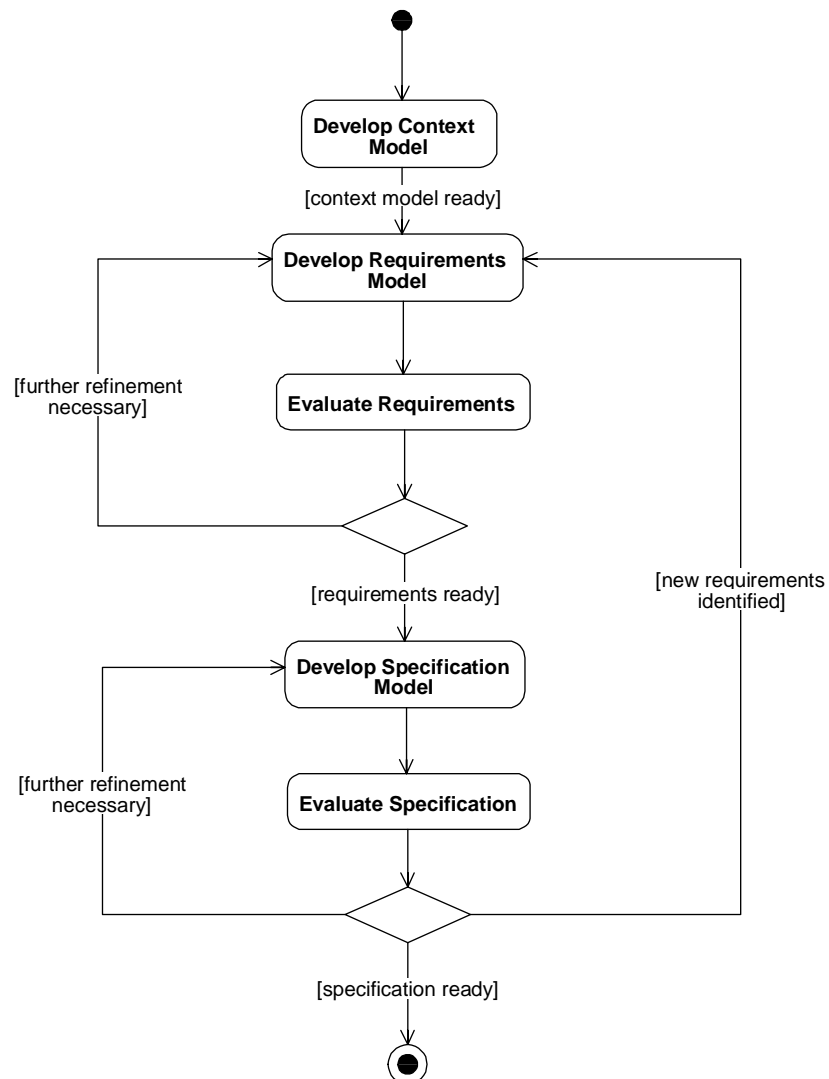 Develop Context
Model
[context model ready]
Develop Requirements
Model
[further refinement
necessary]
Evaluate Requirements
[new requirements
identified]
[requirements ready]
Develop Specification
Model
[further refinement
necessary]
Evaluate Specification
[specification ready]